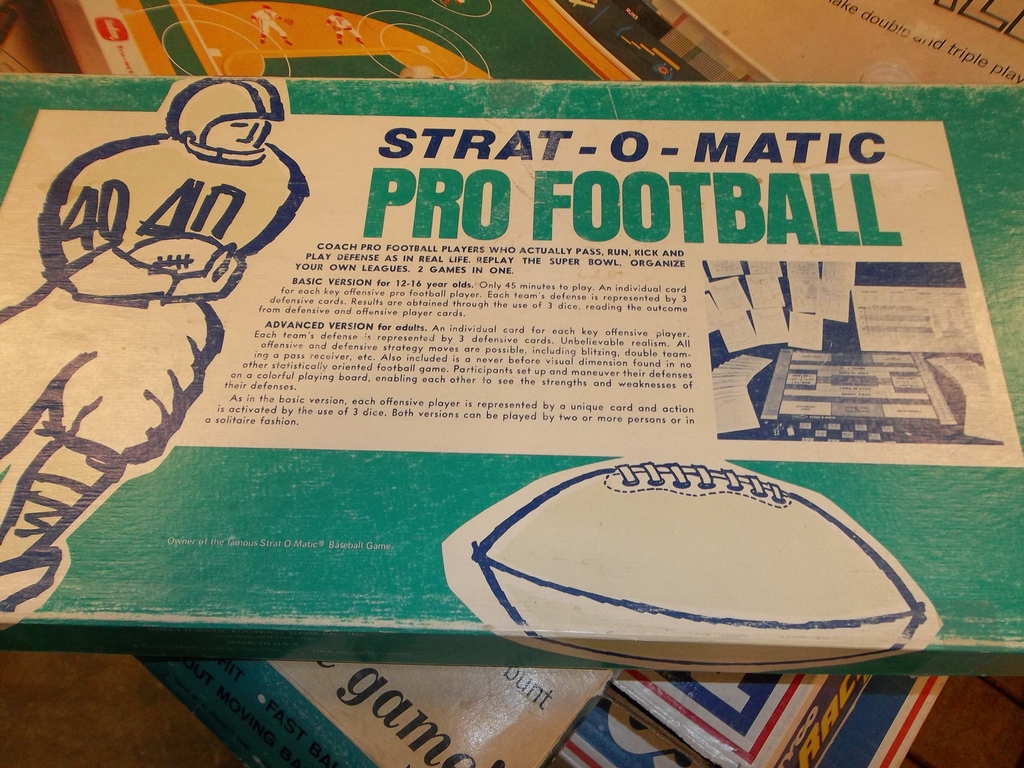 ake double and triple play
STRAT-O-MATIC
PRO FOOTBALL
40 40
COACH PRO FOOTBALL PLAYERS WHO ACTUALLY PASS, RUN, KICK AND
PLAY DEFENSE AS IN REAL LIFE. REPLAY THE SUPER BOWL, ORGANIZE
YOUR OWN LEAGUES. 2 GAMES IN ONE.
BASIC VERSION for 12-16 year olds. Only 45 minutes to play. An individual card
for each key offensive pro football player. Each team's defense is represented by 3
defensive cards. Results are obtained through the use of 3 dice, reading the outcome
from defensive and offensive player cards.
ADVANCED VERSION for adults. An individual card for each key offensive player.
Each team's defense is represented by 3 defensive cards. Unbelievable realism. All
offensive and defensive strategy moves are possible, including blitzing, double team-
ing a pass receiver, etc. Also included is a never before visual dimension found in no
other statistically oriented football game. Participants set up and maneuver their defenses
on a colorful playing board, enabling each other to see the strengths and weaknesses of
their defenses.
As in the basic version, each offensive player is represented by a unique card and action
is activated by the use of 3 dice. Both versions can be played by two or more persons or in
a solitaire fashion.
Owner of the famous Strat O Matic® Baseball Game.
HIT
FAST BA
OUT MOVING BA
game
bunt
RAC